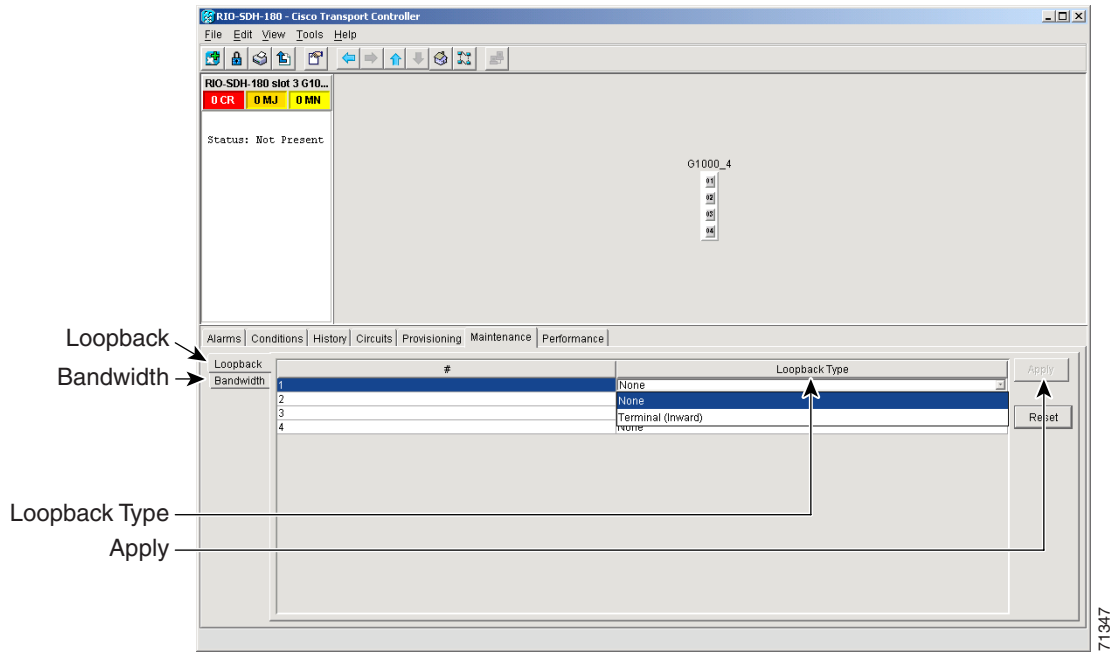 RIO-SDH-180 - Cisco Transport Controller
File Edit View Tools Help
RIO-SDH-180 slot 3 G10...
0 CR 0 MJ 0 MN
Status: Not Present
G1000_4
01
02
03
04
Alarms Conditions History Circuits Provisioning Maintenance Performance
Loopback
Bandwidth
Loopback
Bandwidth
# Loopback Type
1 None
2 None
3 Terminal (Inward)
4 None
Apply
Reset
Loopback Type
Apply
71347